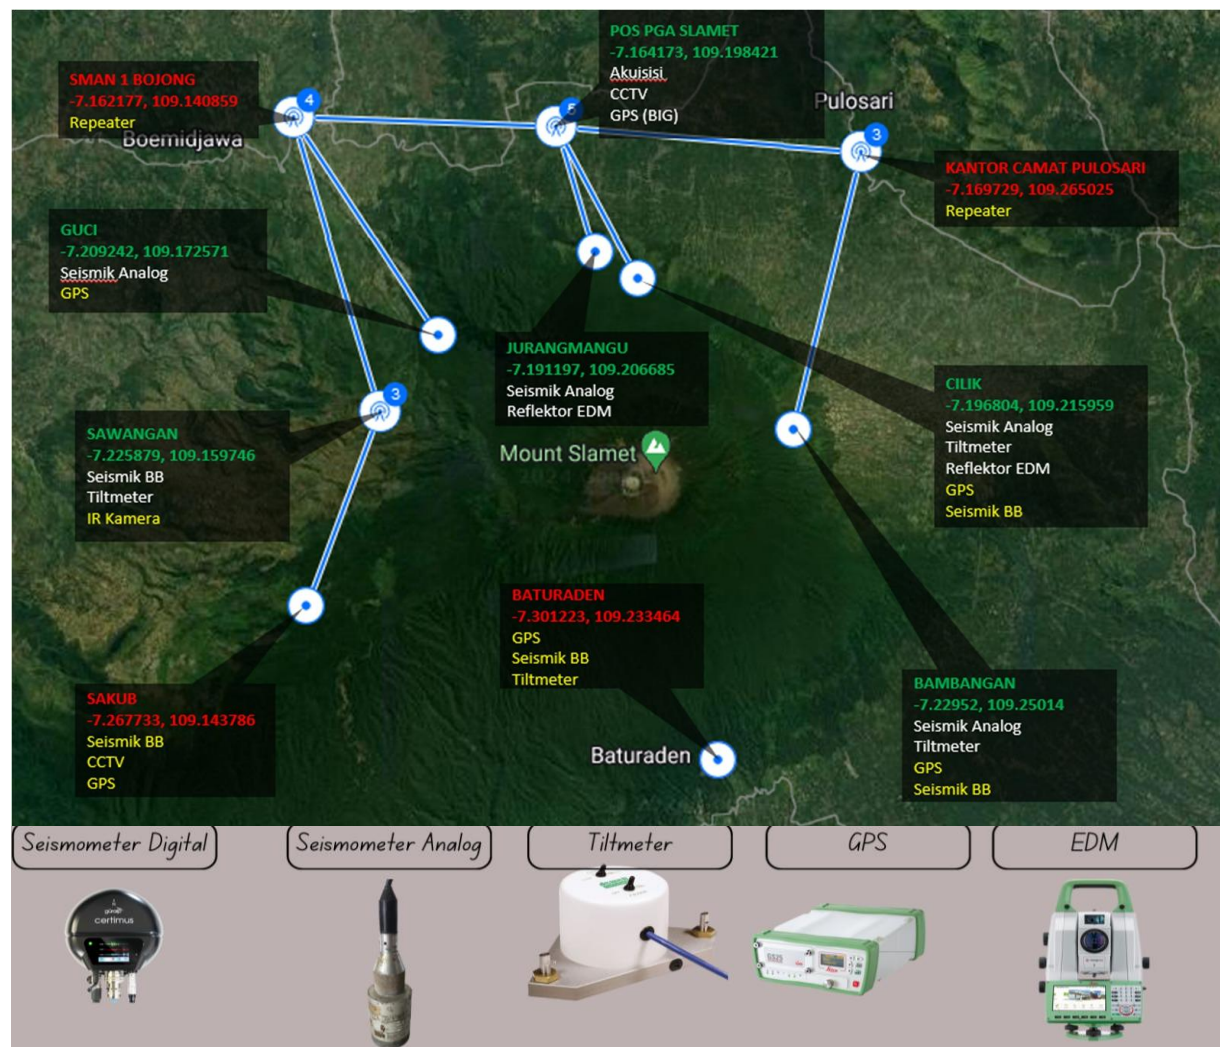 POS PGA SLAMET
-7.164173, 109.198421
Akuisisi
CCTV
GPS (BIG)
SMAN 1 BOJONG
-7.162177, 109.140859
Repeater
4
5
3
Boemidjawa
Pulosari
KANTOR CAMAT PULOSARI
-7.169729, 109.265025
Repeater
GUCI
-7.209242, 109.172571
Seismik Analog
GPS
JURANGMANGU
-7.191197, 109.206685
Seismik Analog
Reflektor EDM
CILIK
-7.196804, 109.215959
Seismik Analog
Tiltmeter
Reflektor EDM
GPS
Seismik BB
3
SAWANGAN
-7.225879, 109.159746
Seismik BB
Tiltmeter
IR Kamera
Mount Slamet
BATURADEN
-7.301223, 109.233464
GPS
Seismik BB
Tiltmeter
SAKUB
-7.267733, 109.143786
Seismik BB
CCTV
GPS
BAMBANGAN
-7.22952, 109.25014
Seismik Analog
Tiltmeter
GPS
Seismik BB
Baturaden
Seismometer Digital
Seismometer Analog
Tiltmeter
GPS
EDM
certimus